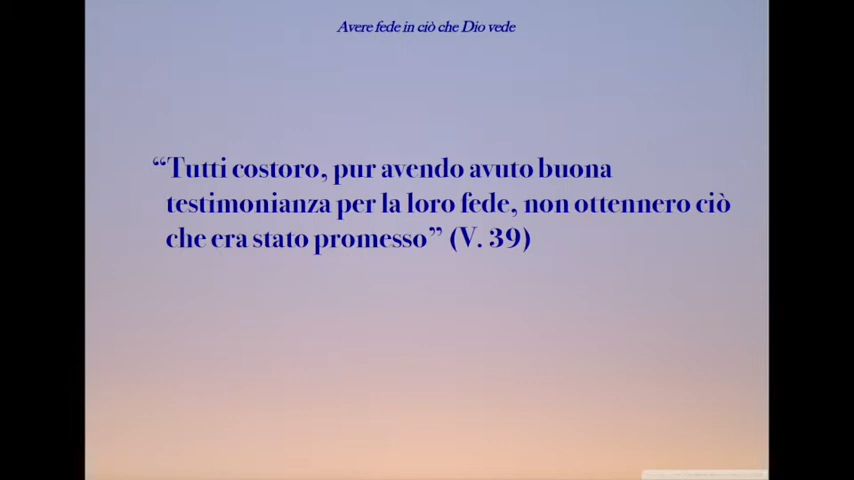 Avere fede in ciò che Dio vede
“Tutti costoro, pur avendo avuto buona
testimonianza per la loro fede, non ottennero ciò
che era stato promesso” (V. 39)